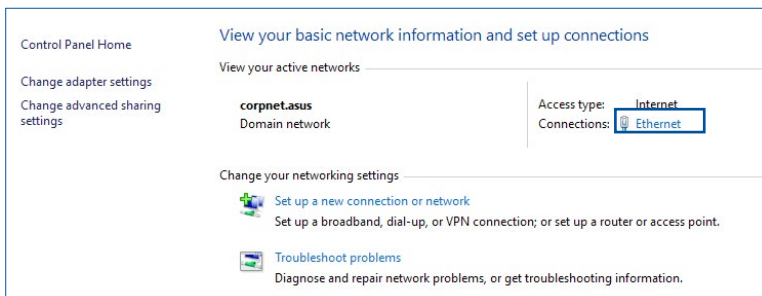 Control Panel Home
Change adapter settings
Change advanced sharing
settings
View your basic network information and set up connections
View your active networks
corpnet.asus
Domain network
Access type: Internet
Connections: Ethernet
Change your networking settings
Set up a new connection or network
Set up a broadband, dial-up, or VPN connection; or set up a router or access point.
Troubleshoot problems
Diagnose and repair network problems, or get troubleshooting information.